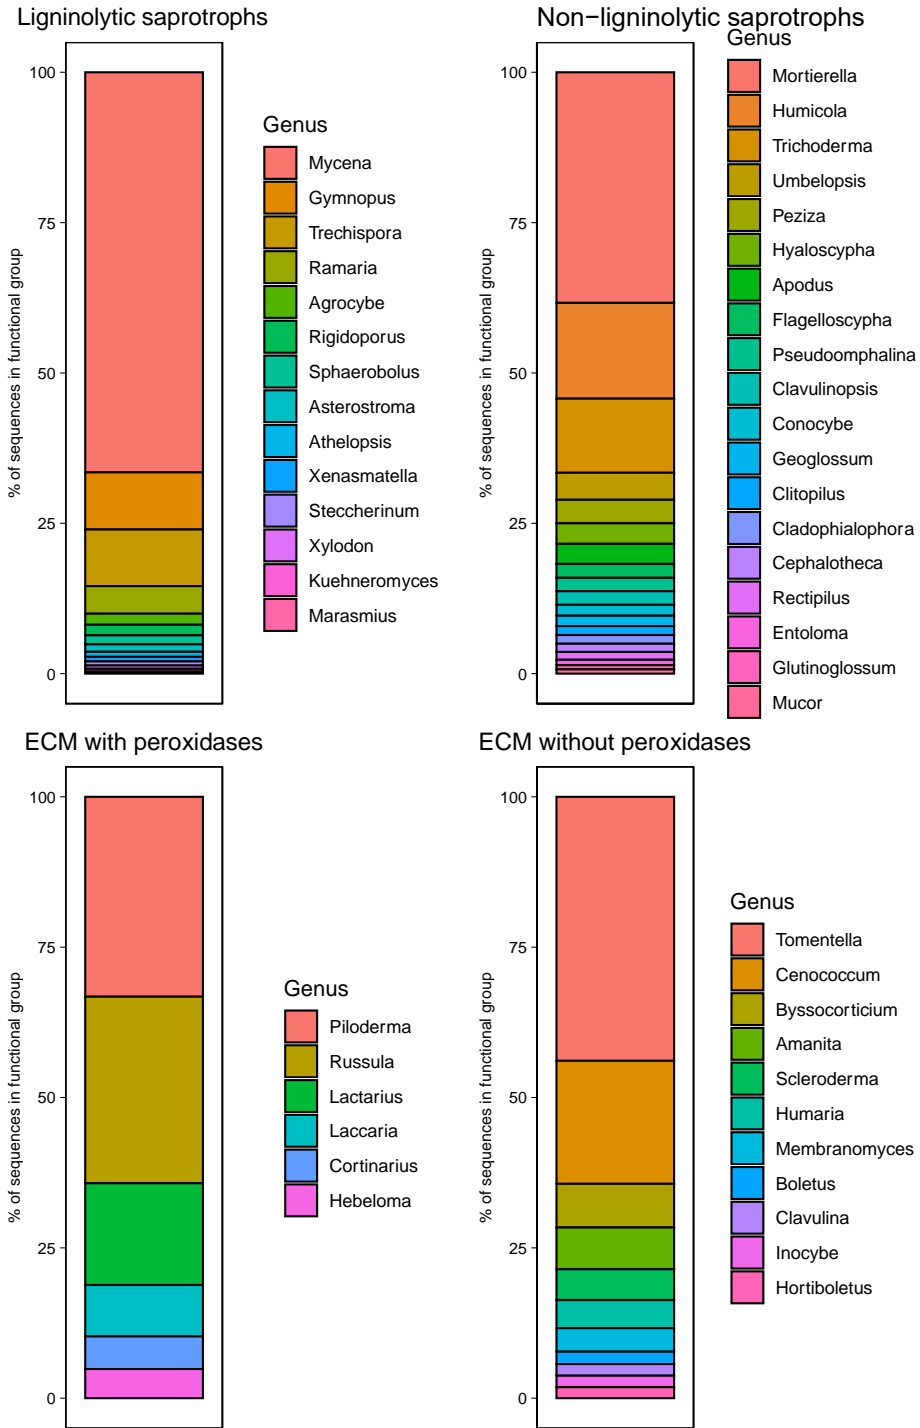 Ligninolytic saprotrophs
% of sequences in functional group
100
75
50
25
0
Genus
Mycena
Gymnopus
Trechispora
Ramaria
Agrocybe
Rigidoporus
Sphaerobolus
Asterostroma
Athelopsis
Xenasmatella
Steccherinum
Xylodon
Kuehneromyces
Marasmius
Non−ligninolytic saprotrophs
% of sequences in functional group
100
75
50
25
0
Genus
Mortierella
Humicola
Trichoderma
Umbelopsis
Peziza
Hyaloscypha
Apodus
Flagelloscypha
Pseudoomphalina
Clavulinopsis
Conocybe
Geoglossum
Clitopilus
Cladophialophora
Cephalotheca
Rectipilus
Entoloma
Glutinoglossum
Mucor
ECM with peroxidases
% of sequences in functional group
100
75
50
25
0
Genus
Piloderma
Russula
Lactarius
Laccaria
Cortinarius
Hebeloma
ECM without peroxidases
% of sequences in functional group
100
75
50
25
0
Genus
Tomentella
Cenococcum
Byssocorticium
Amanita
Scleroderma
Humaria
Membranomyces
Boletus
Clavulina
Inocybe
Hortiboletus